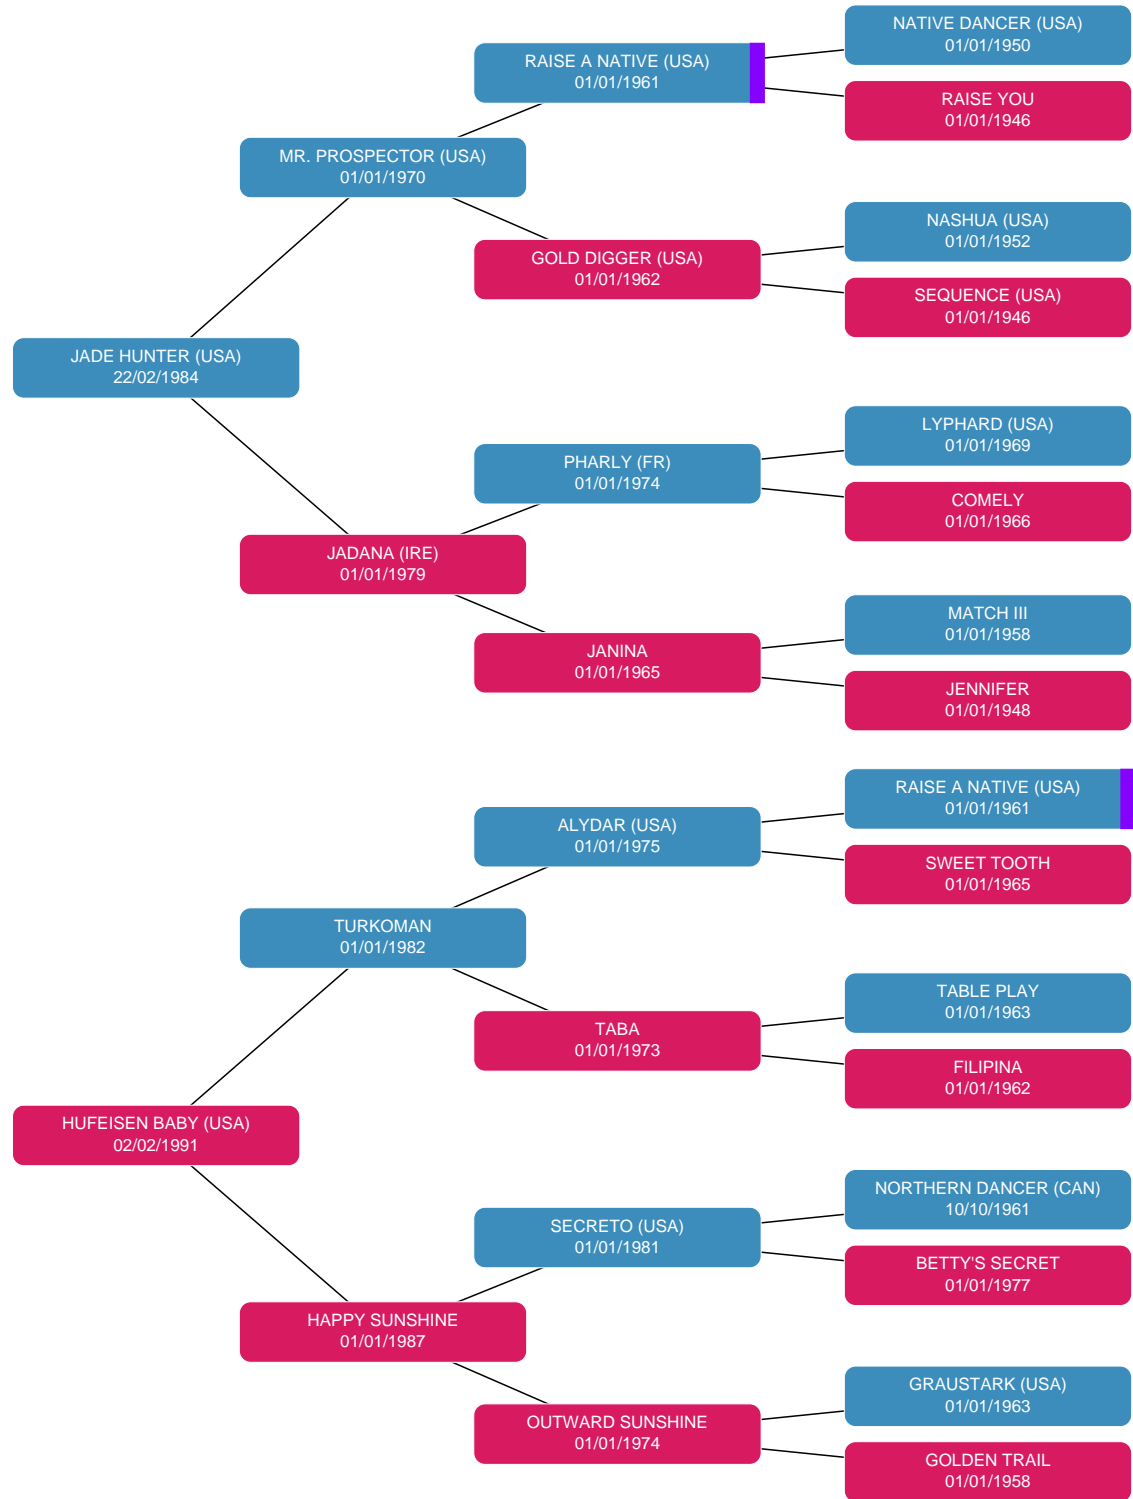 NATIVE DANCER (USA)
01/01/1950
RAISE A NATIVE (USA)
01/01/1961
RAISE YOU
01/01/1946
MR. PROSPECTOR (USA)
01/01/1970
NASHUA (USA)
01/01/1952
GOLD DIGGER (USA)
01/01/1962
SEQUENCE (USA)
01/01/1946
JADE HUNTER (USA)
22/02/1984
LYPHARD (USA)
01/01/1969
PHARLY (FR)
01/01/1974
COMELY
01/01/1966
JADANA (IRE)
01/01/1979
MATCH III
01/01/1958
JANINA
01/01/1965
JENNIFER
01/01/1948
RAISE A NATIVE (USA)
01/01/1961
ALYDAR (USA)
01/01/1975
SWEET TOOTH
01/01/1965
TURKOMAN
01/01/1982
TABLE PLAY
01/01/1963
TABA
01/01/1973
FILIPINA
01/01/1962
HUFEISEN BABY (USA)
02/02/1991
NORTHERN DANCER (CAN)
10/10/1961
SECRETO (USA)
01/01/1981
BETTY'S SECRET
01/01/1977
HAPPY SUNSHINE
01/01/1987
GRAUSTARK (USA)
01/01/1963
OUTWARD SUNSHINE
01/01/1974
GOLDEN TRAIL
01/01/1958